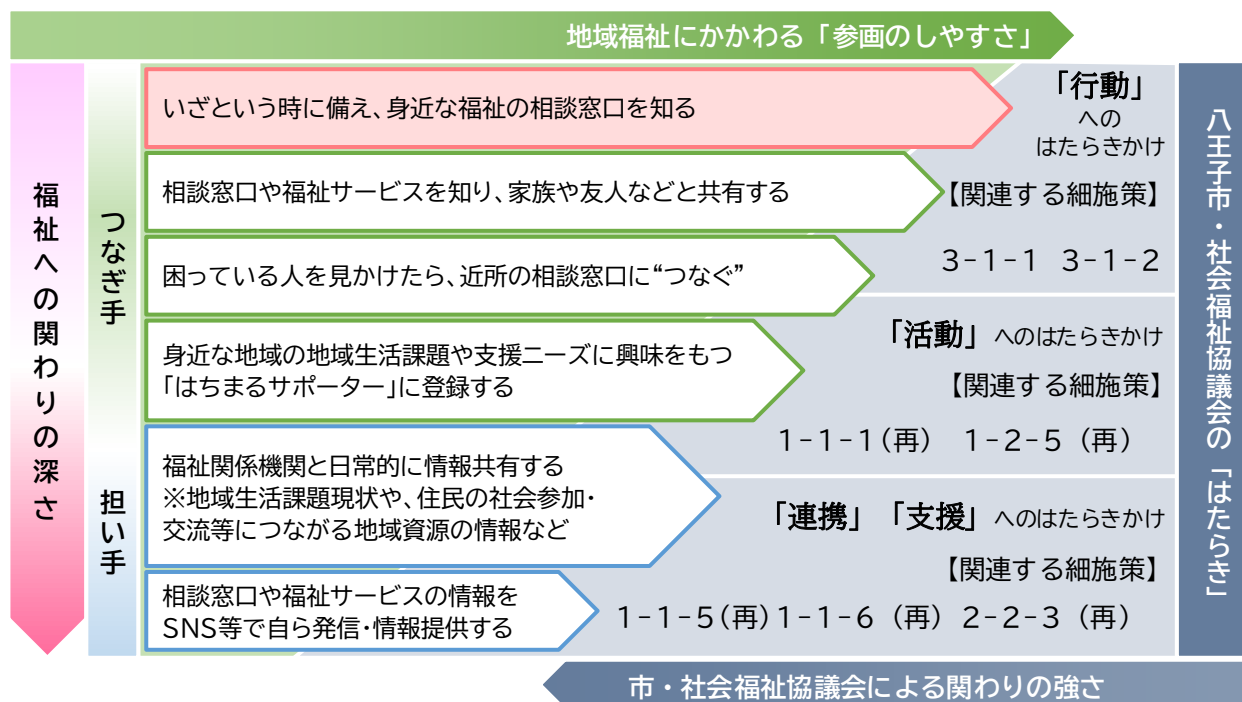 地域福祉にかかわる「参画のしやすさ」
福祉への関わりの深さ
つなぎ手
担い手
いざという時に備え、身近な福祉の相談窓口を知る
相談窓口や福祉サービスを知り、家族や友人などと共有する
困っている人を見かけたら、近所の相談窓口に“つなぐ”
身近な地域の地域生活課題や支援ニーズに興味をもつ
「はちまるサポーター」に登録する
福祉関係機関と日常的に情報共有する
※地域生活課題現状や、住民の社会参加・
交流等につながる地域資源の情報など
相談窓口や福祉サービスの情報を
SNS等で自ら発信・情報提供する
「行動」
への
はたらきかけ
【関連する細施策】
3-1-1 3-1-2
「活動」へのはたらきかけ
【関連する細施策】
1-1-1(再) 1-2-5 (再)
「連携」「支援」へのはたらきかけ
【関連する細施策】
1-1-5(再)1-1-6 (再) 2-2-3 (再)
八王子市・社会福祉協議会の「はたらき」
市・社会福祉協議会による関わりの強さ